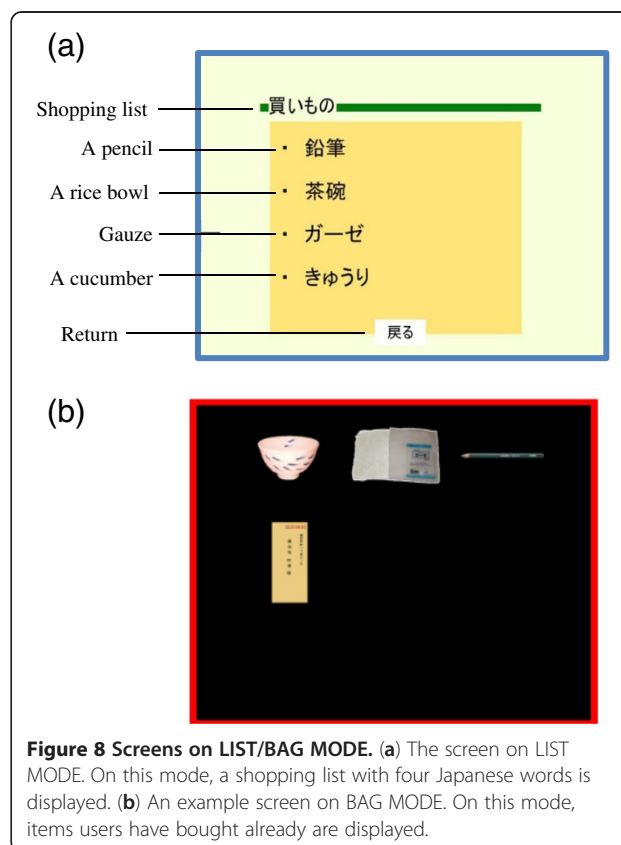 (a)
Shopping list
買いもの
A pencil
・ 鉛筆
A rice bowl
・ 茶碗
Gauze
・ ガーゼ
A cucumber
・ きゅうり
Return
戻る
(b)
Figure 8 Screens on LIST/BAG MODE. (a) The screen on LIST
MODE. On this mode, a shopping list with four Japanese words is
displayed. (b) An example screen on BAG MODE. On this mode,
items users have bought already are displayed.